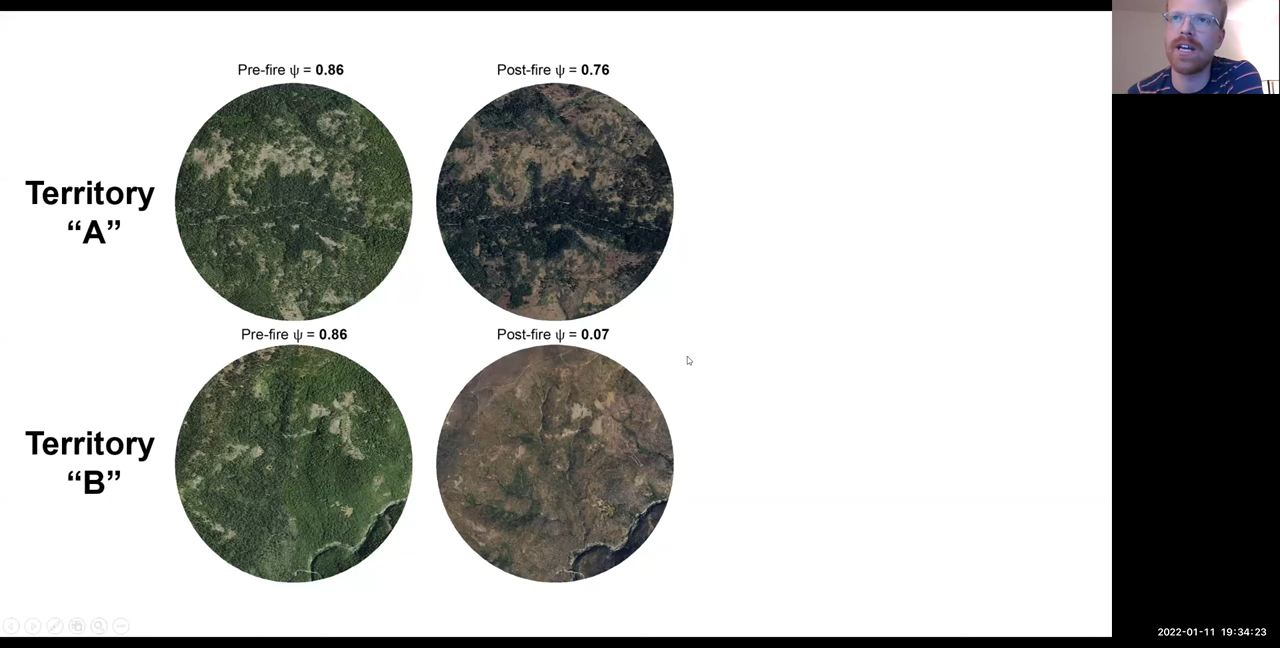 Pre-fire ψ = 0.86
Post-fire ψ = 0.76
Territory
“A”
Pre-fire ψ = 0.86
Post-fire ψ = 0.07
Territory
“B”
2022-01-11 19:34:23